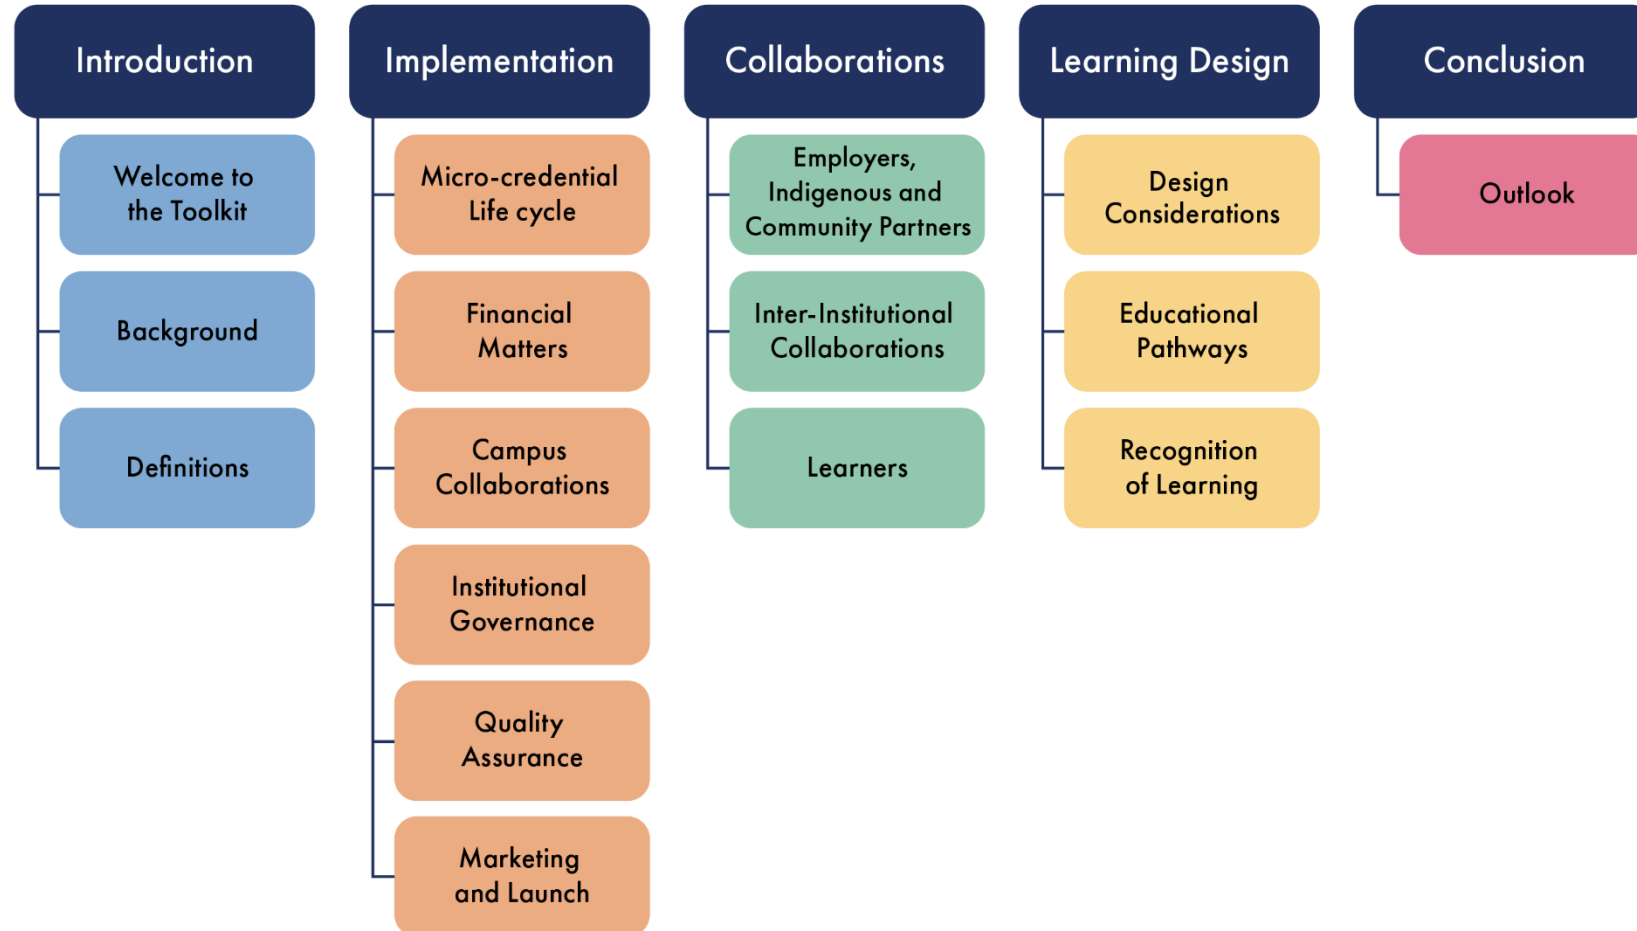 Introduction
Welcome to
the Toolkit
Background
Definitions
Implementation
Micro-credential
Life cycle
Financial
Matters
Campus
Collaborations
Institutional
Governance
Quality
Assurance
Marketing
and Launch
Collaborations
Employers,
Indigenous and
Community Partners
Inter-Institutional
Collaborations
Learners
Learning Design
Design
Considerations
Educational
Pathways
Recognition
of Learning
Conclusion
Outlook